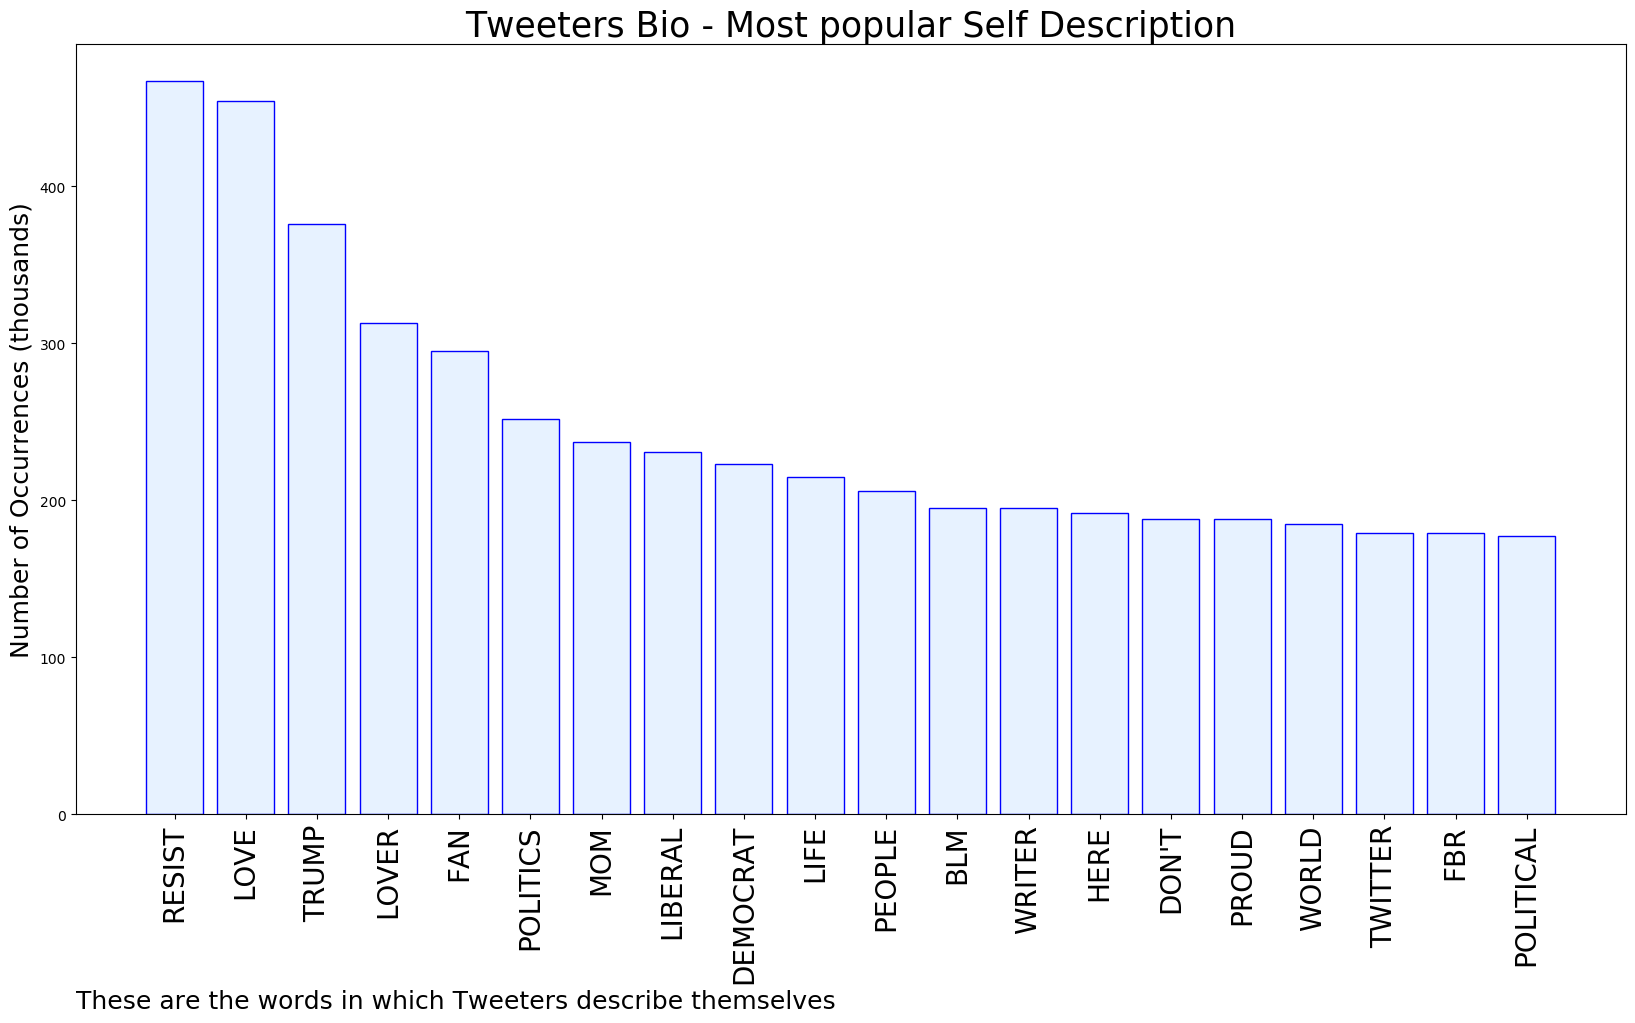 Tweeters Bio - Most popular Self Description
Number of Occurrences (thousands)
400
300
200
100
0
RESIST
LOVE
TRUMP
LOVER
FAN
POLITICS
MOM
LIBERAL
DEMOCRAT
LIFE
PEOPLE
BLM
WRITER
HERE
DON'T
PROUD
WORLD
TWITTER
FBR
POLITICAL
These are the words in which Tweeters describe themselves